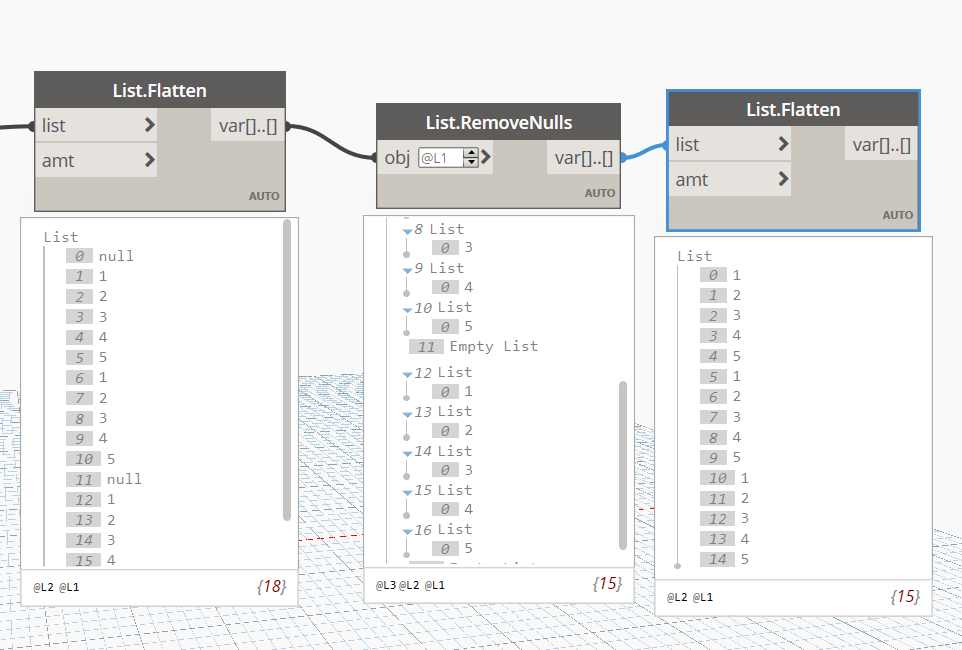 List.Flatten
list
var[]..[]
amt
AUTO
List
0 null
1 1
2 2
3 3
4 4
5 5
6 1
7 2
8 3
9 4
10 5
11 null
12 1
13 2
14 3
15 4
@L2 @L1
{18}
List.RemoveNulls
obj @L1
var[]..[]
AUTO
8 List
0 3
9 List
0 4
10 List
0 5
11 Empty List
12 List
0 1
13 List
0 2
14 List
0 3
15 List
0 4
16 List
0 5
@L3 @L2 @L1
{15}
List.Flatten
list
var[]..[]
amt
AUTO
List
0 1
1 2
2 3
3 4
4 5
5 1
6 2
7 3
8 4
9 5
10 1
11 2
12 3
13 4
14 5
@L2 @L1
{15}